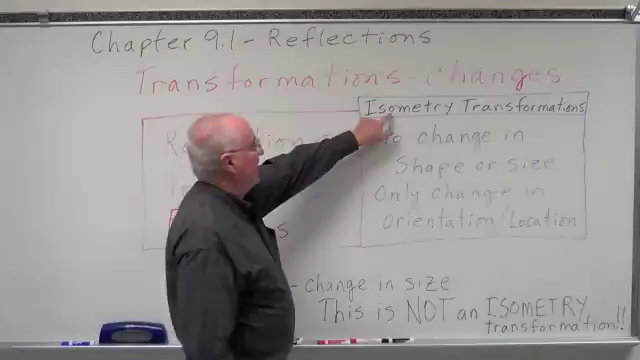 Chapter 9.1 - Reflections
Transformations - Changes
Isometry Transformations
change in
Shape or size
Only change in
Orientation/Location
- change in size
This is NOT an ISOMETRY
transformation!!